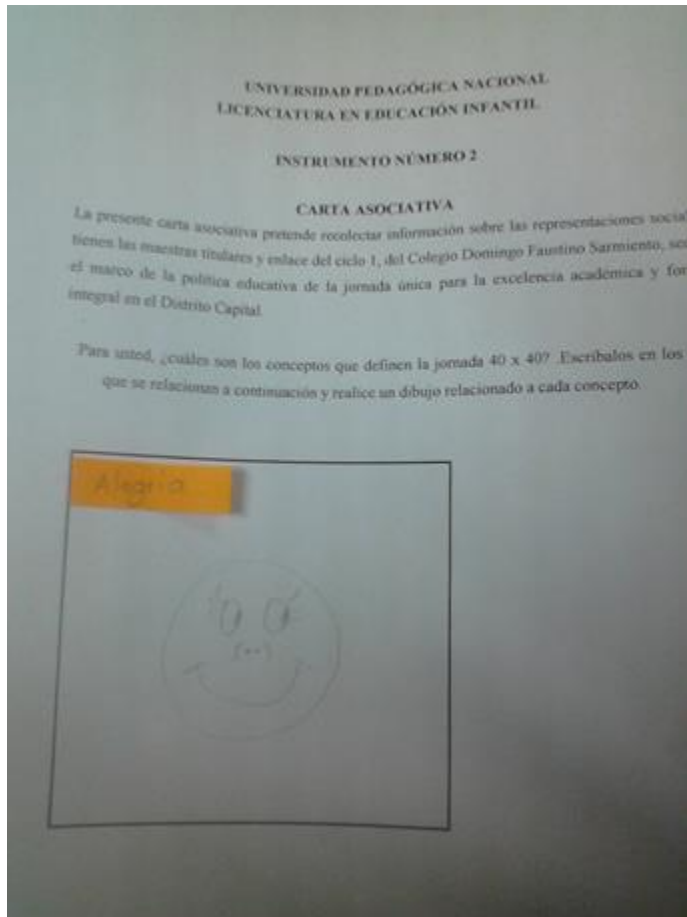 UNIVERSIDAD PEDAGÓGICA NACIONAL
LICENCIATURA EN EDUCACIÓN INFANTIL
INSTRUMENTO NÚMERO 2
CARTA ASOCIATIVA
La presente carta asociativa pretende recolectar información sobre las representaciones
tienen las maestras titulares y enlace del ciclo 1, del Colegio Domingo Faustino Sarmiento,
el marco de la política educativa de la jornada única para la excelencia académica y
integral en el Distrito Capital.
Para usted, ¿cuáles son los conceptos que definen la jornada 40 x 40? Escríbalos en los
que se relacionan a continuación y realice un dibujo relacionado a cada concepto.
Alegria